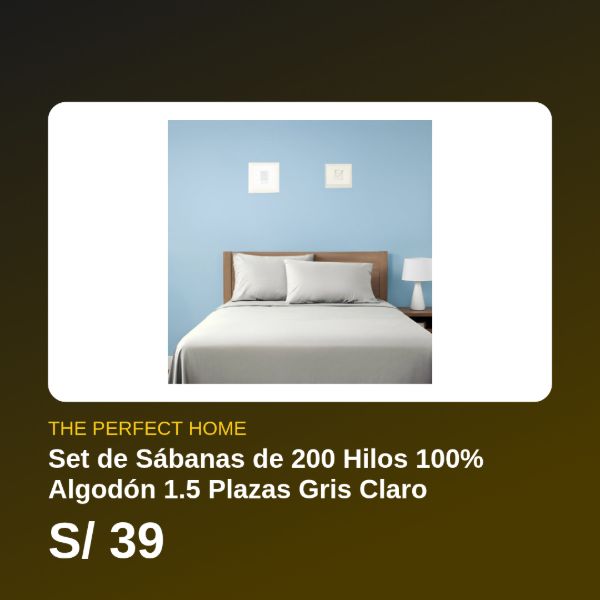 THE PERFECT HOME
Set de Sábanas de 200 Hilos 100%
Algodón 1.5 Plazas Gris Claro
S/ 39